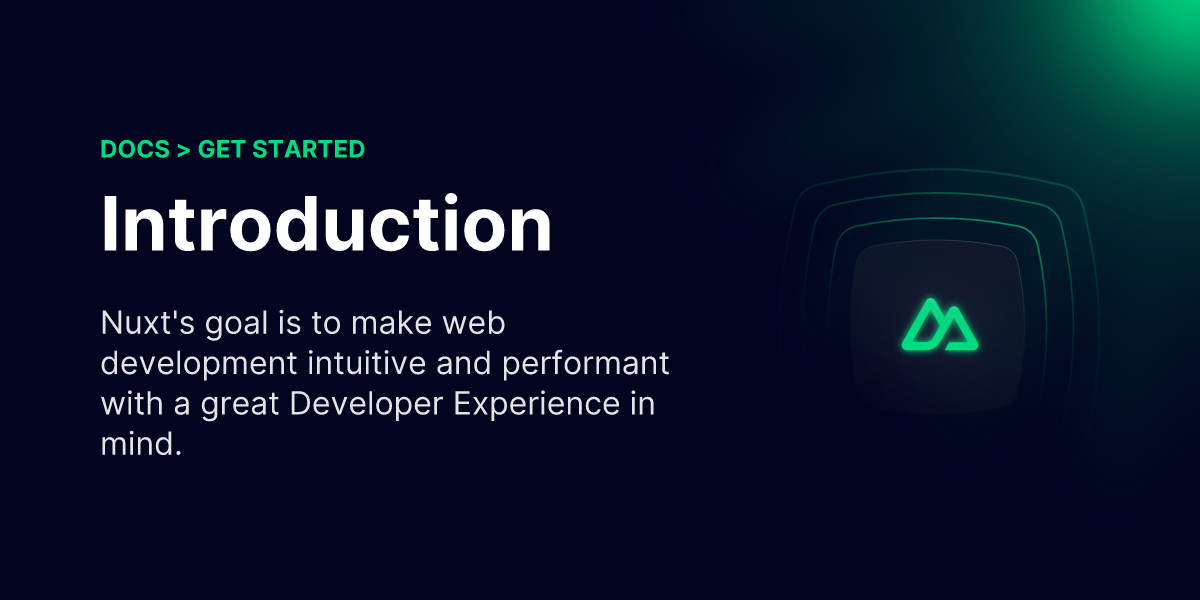 DOCS > GET STARTED
Introduction
Nuxt's goal is to make web
development intuitive and performant
with a great Developer Experience in
mind.